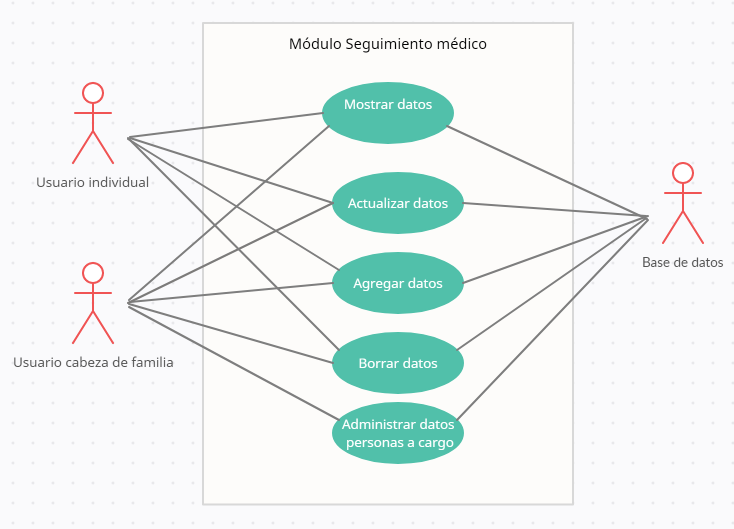 Módulo Seguimiento médico
Mostrar datos
Usuario individual
Actualizar datos
Base de datos
Agregar datos
Usuario cabeza de familia
Borrar datos
Administrar datos
personas a cargo